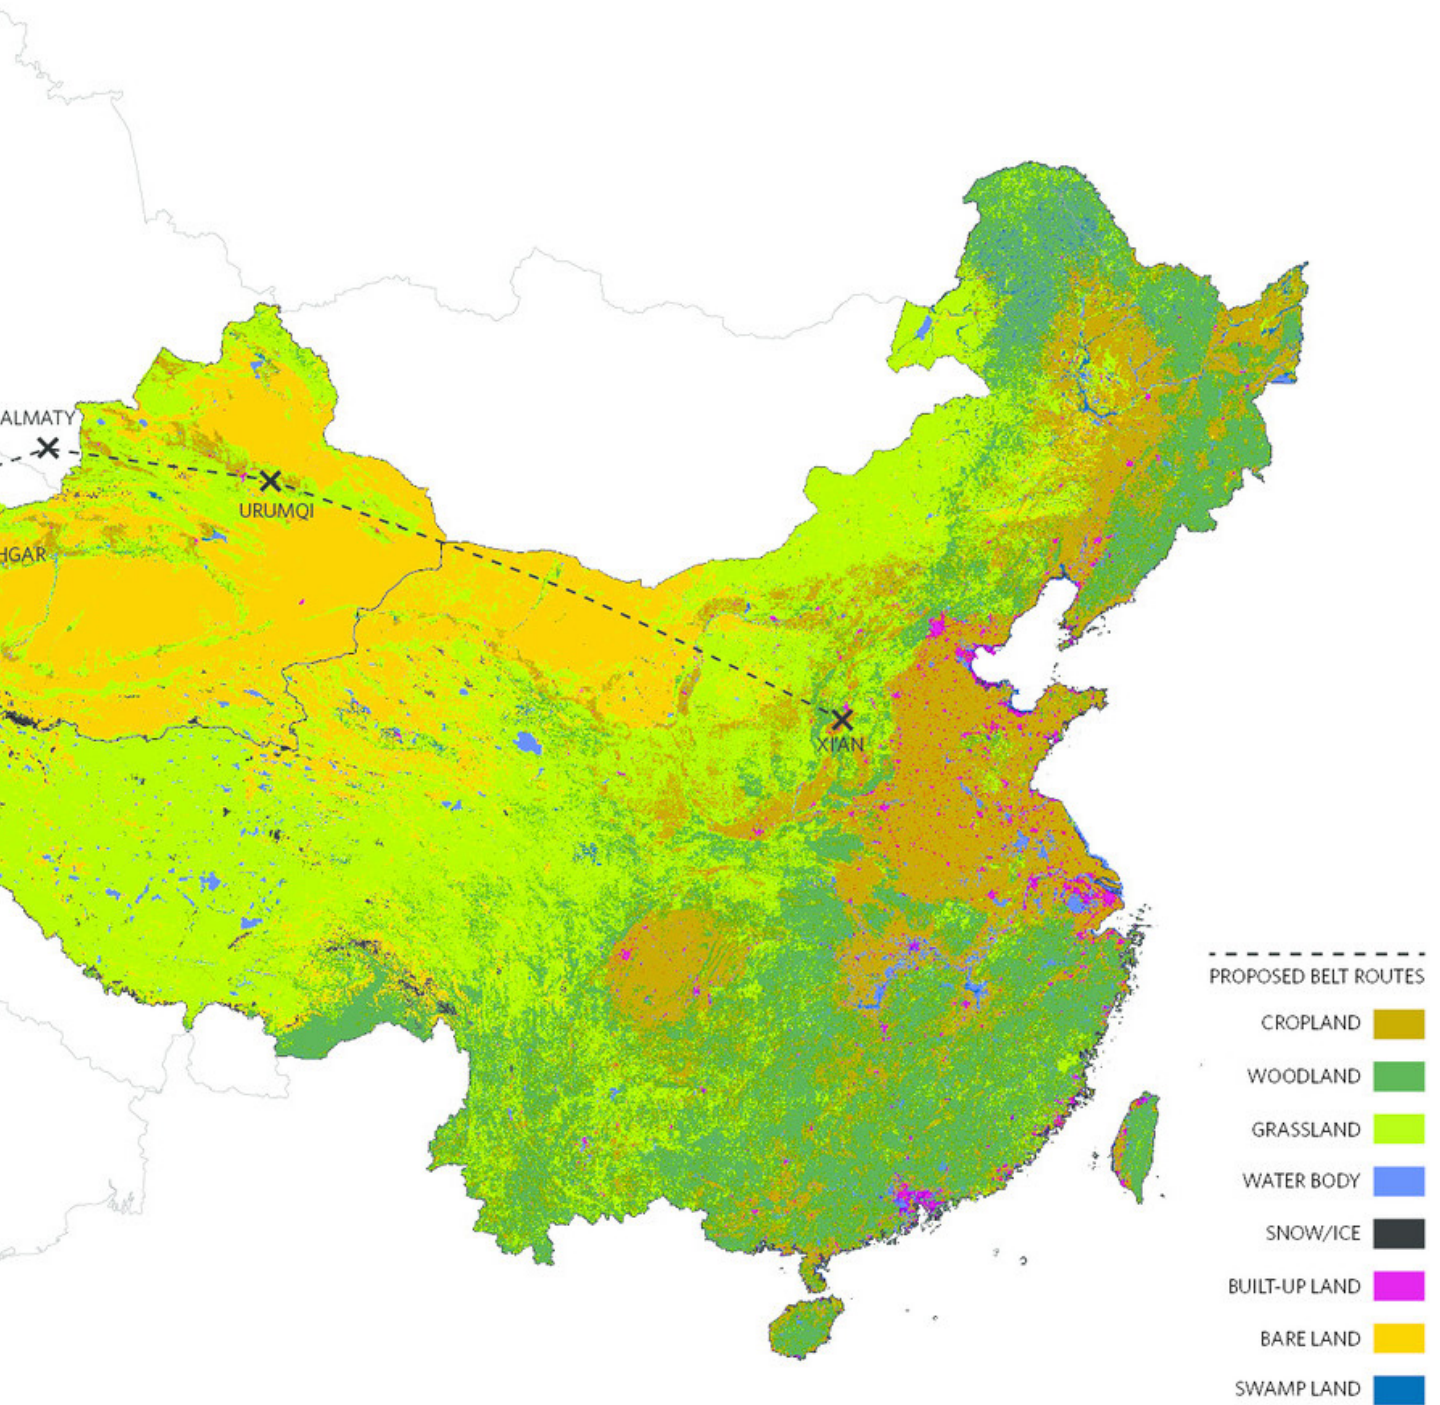 ALMATY
URUMQI
HGAR
XI'AN
PROPOSED BELT ROUTES
CROPLAND
WOODLAND
GRASSLAND
WATER BODY
SNOW/ICE
BUILT-UP LAND
BARE LAND
SWAMP LAND